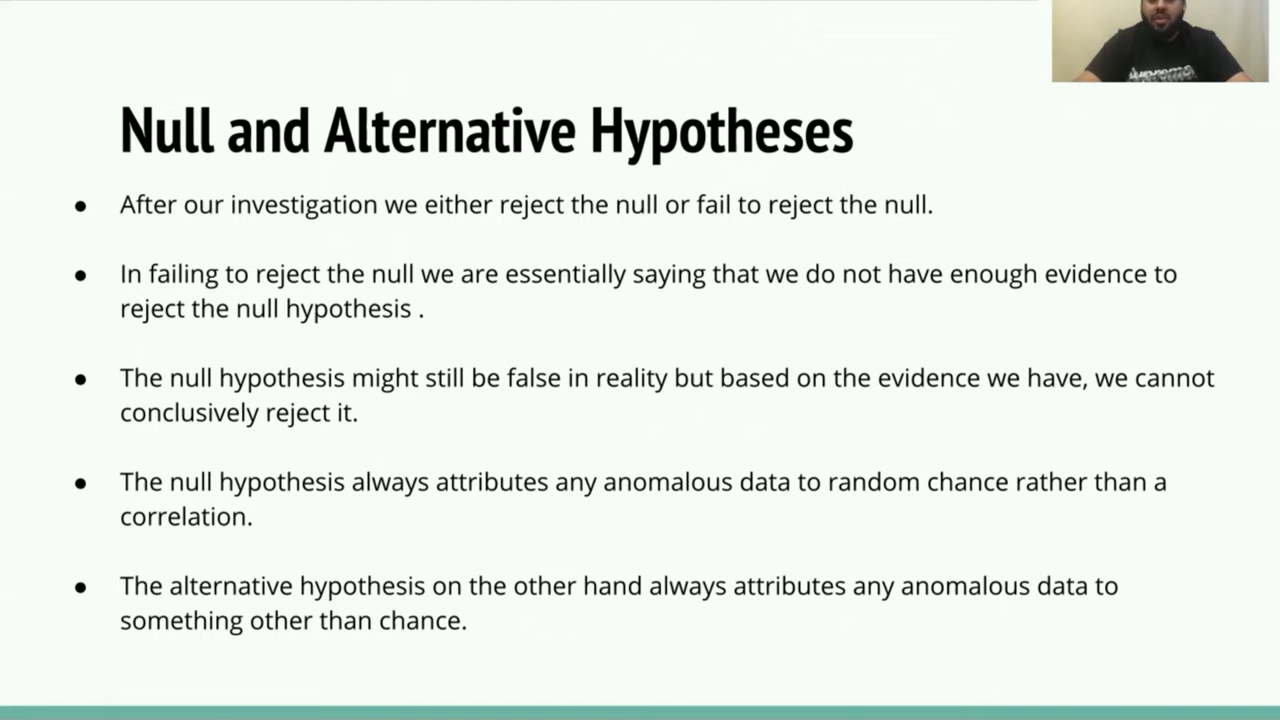 Null and Alternative Hypotheses
● After our investigation we either reject the null or fail to reject the null.
● In failing to reject the null we are essentially saying that we do not have enough evidence to
reject the null hypothesis .
● The null hypothesis might still be false in reality but based on the evidence we have, we cannot
conclusively reject it.
● The null hypothesis always attributes any anomalous data to random chance rather than a
correlation.
● The alternative hypothesis on the other hand always attributes any anomalous data to
something other than chance.